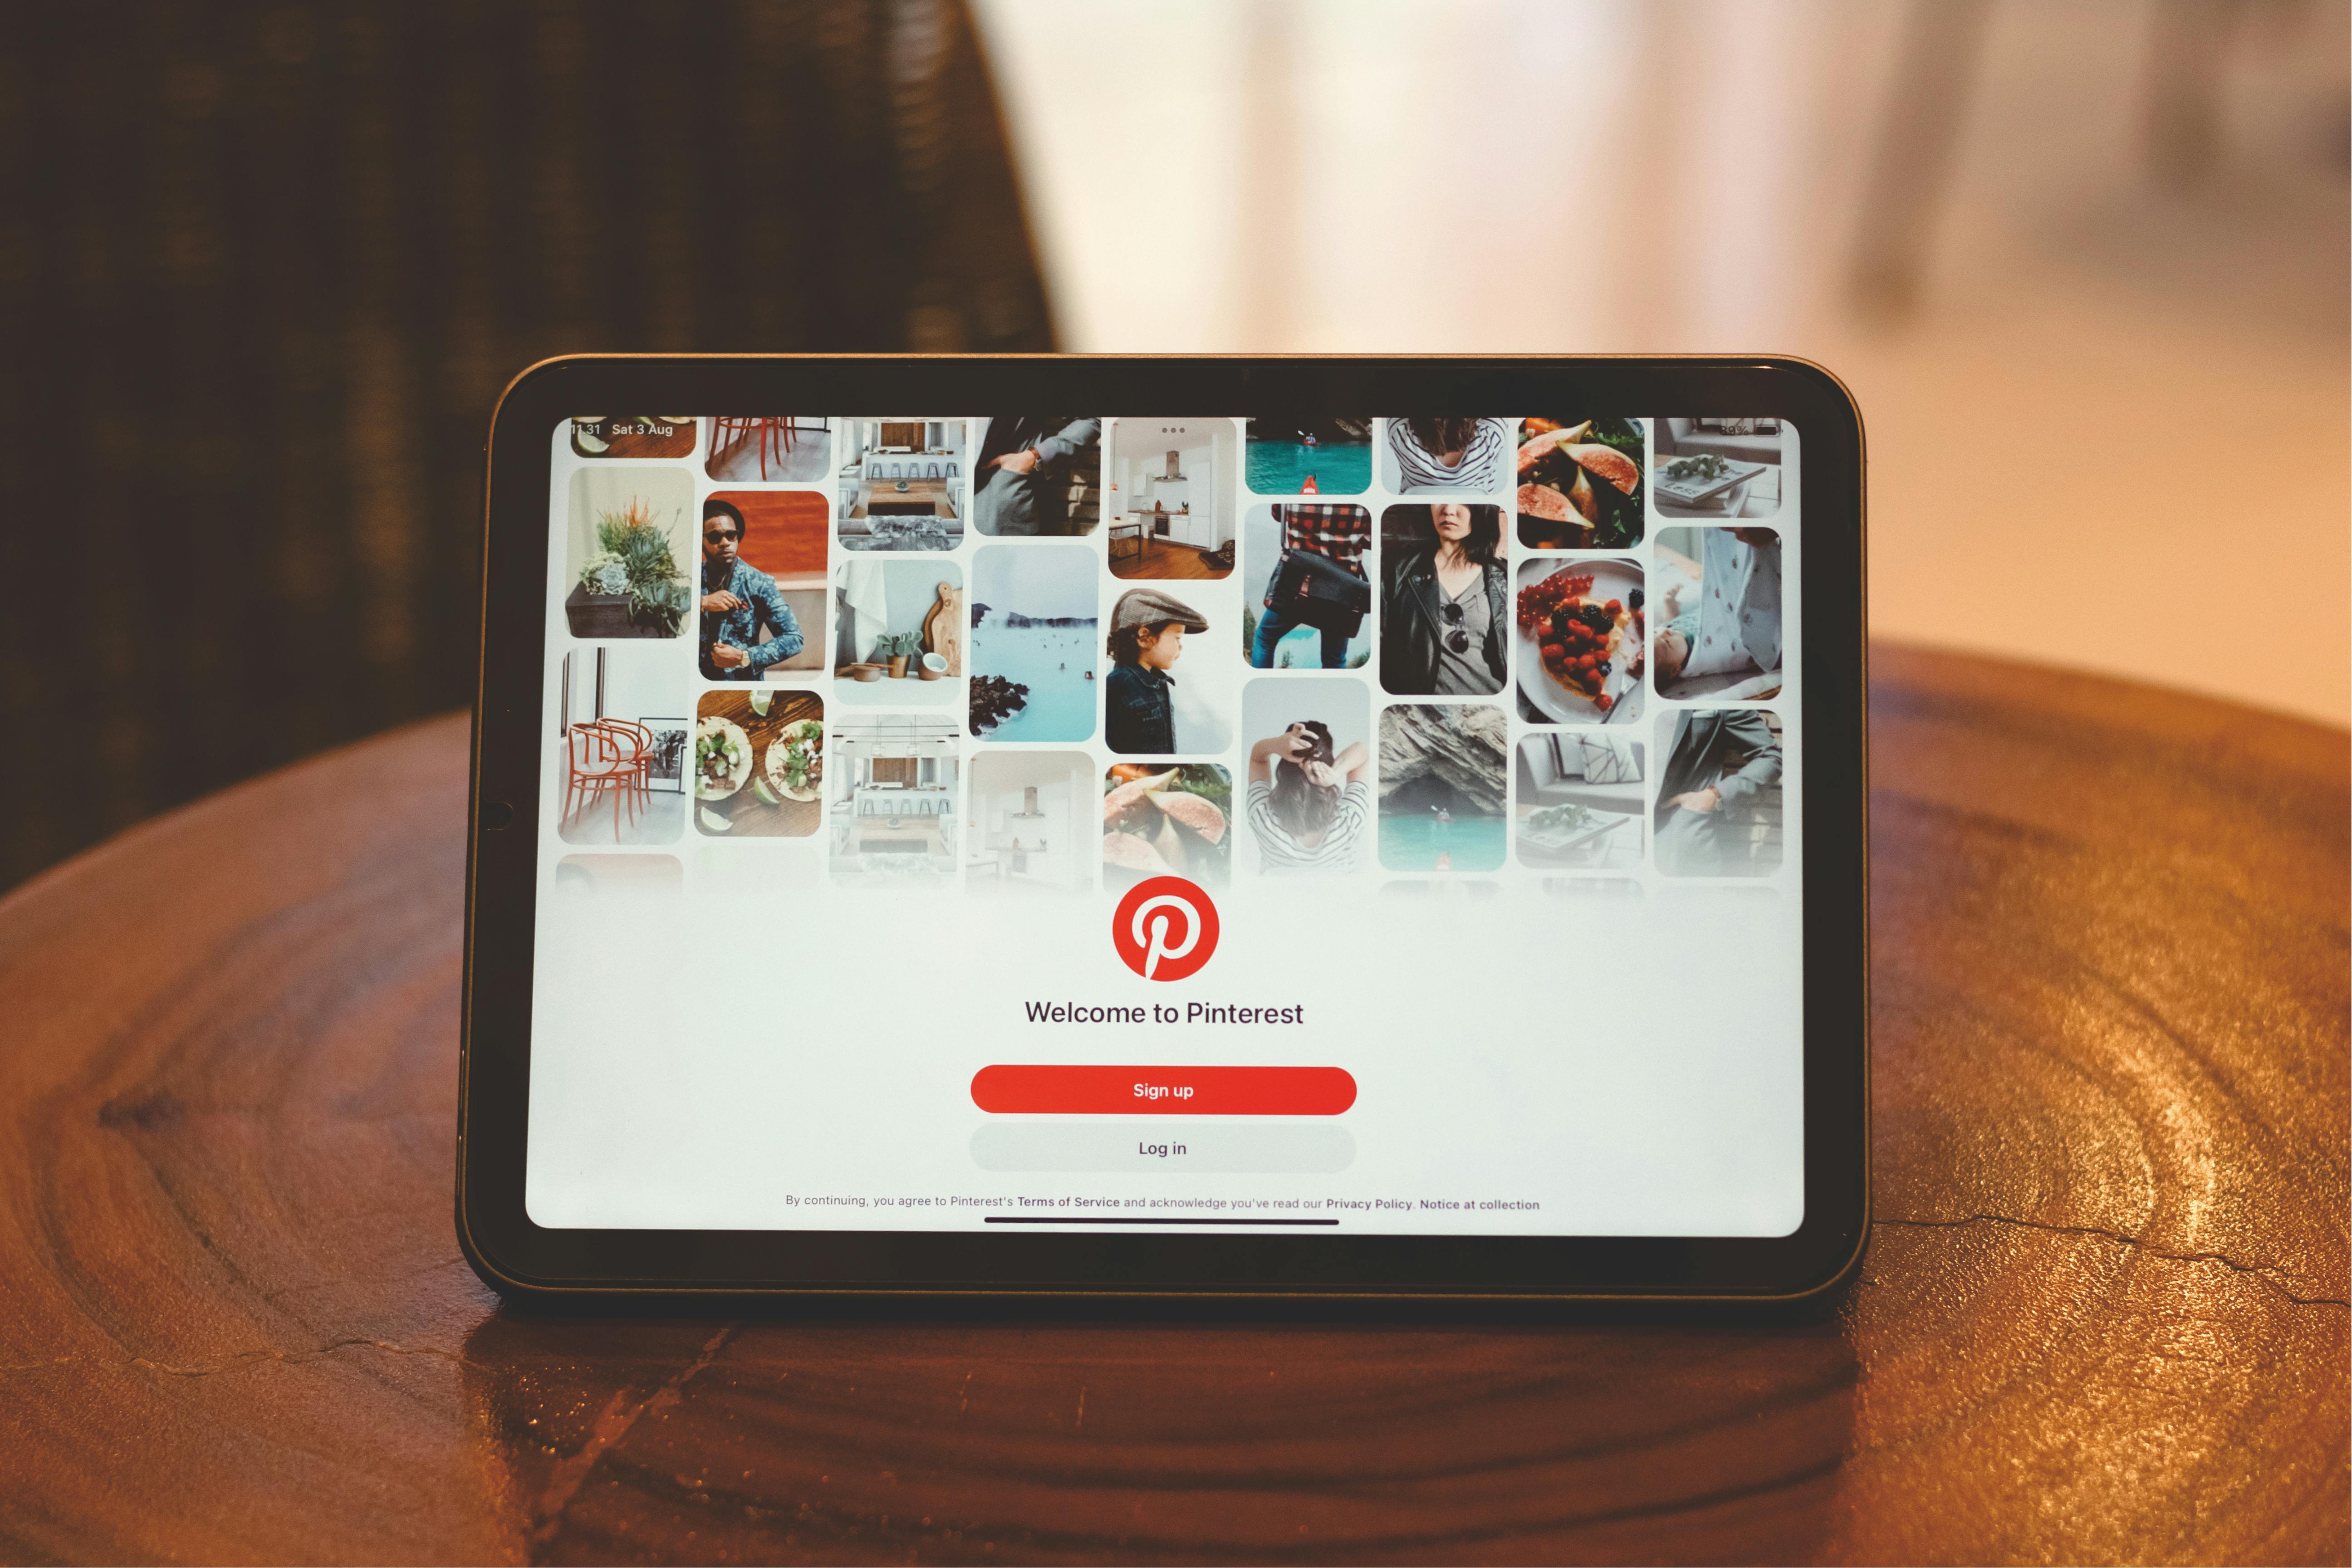 11.31 Sat 3 Aug
89%
Welcome to Pinterest
Sign up
Log in
By continuing, you agree to Pinterest's Terms of Service and acknowledge you've read our Privacy Policy. Notice at collection